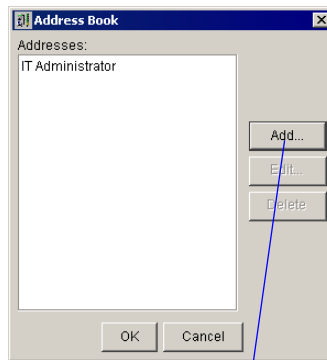 Address Book
Addresses:
IT Administrator
Add...
Edit...
Delete
OK
Cancel